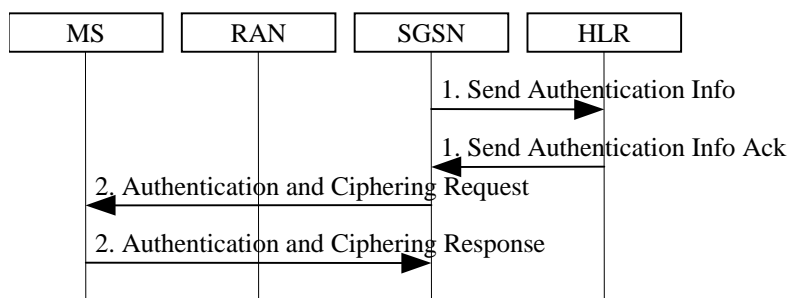 MS RAN SGSN HLR
1. Send Authentication Info
1. Send Authentication Info Ack
2. Authentication and Ciphering Request
2. Authentication and Ciphering Response